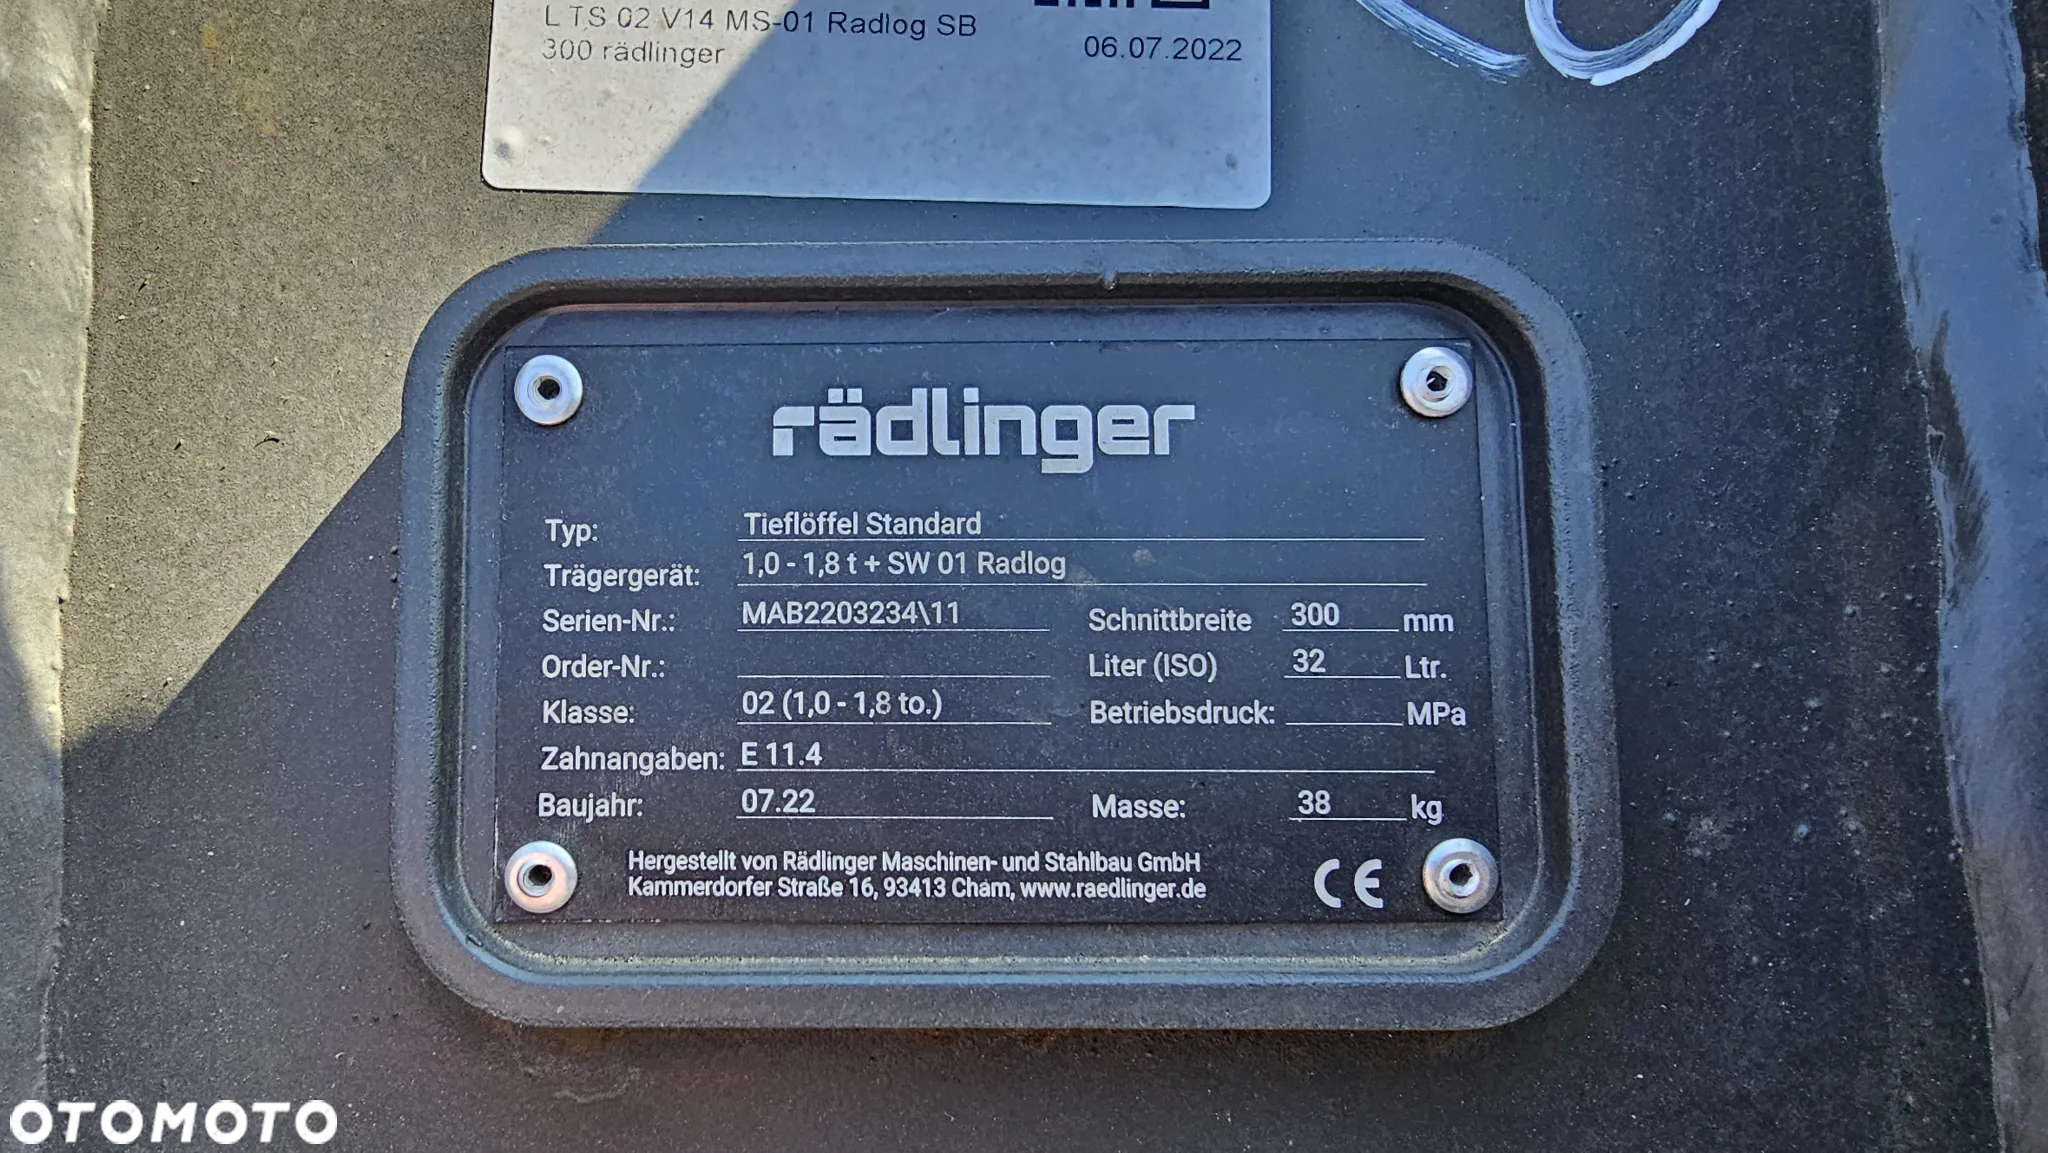 L TS 02 V14 MS-01 Radlog SB
300 rädlinger 06.07.2022
rädlinger
Typ: Tieflöffel Standard
Trägergerät: 1,0 - 1,8 t + SW 01 Radlog
Serien-Nr.: MAB2203234\11 Schnittbreite 300 mm
Order-Nr.: Liter (ISO) 32 Ltr.
Klasse: 02 (1,0 - 1,8 to.) Betriebsdruck: MPa
Zahnangaben: E 11.4
Baujahr: 07.22 Masse: 38 kg
Hergestellt von Rädlinger Maschinen- und Stahlbau GmbH
Kammerdorfer Straße 16, 93413 Cham, www.raedlinger.de
CE
OTOMOTO